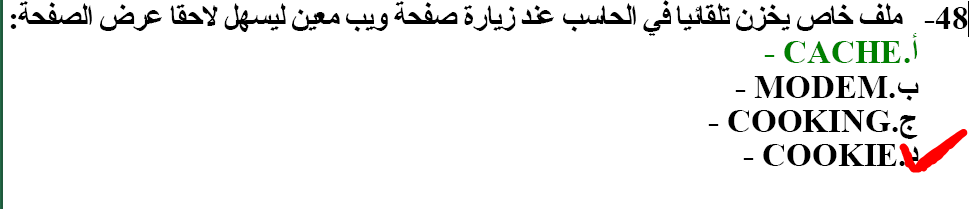 48- ملف خاص يخزن تلقائيا في الحاسب عند زيارة صفحة ويب معين ليسهل لاحقا عرض الصفحة:
أ.CACHE -
ب.MODEM -
ج.COOKING -
د.COOKIE -